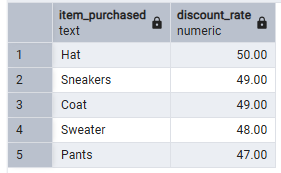 item_purchased discount_rate
text numeric
1 Hat 50.00
2 Sneakers 49.00
3 Coat 49.00
4 Sweater 48.00
5 Pants 47.00